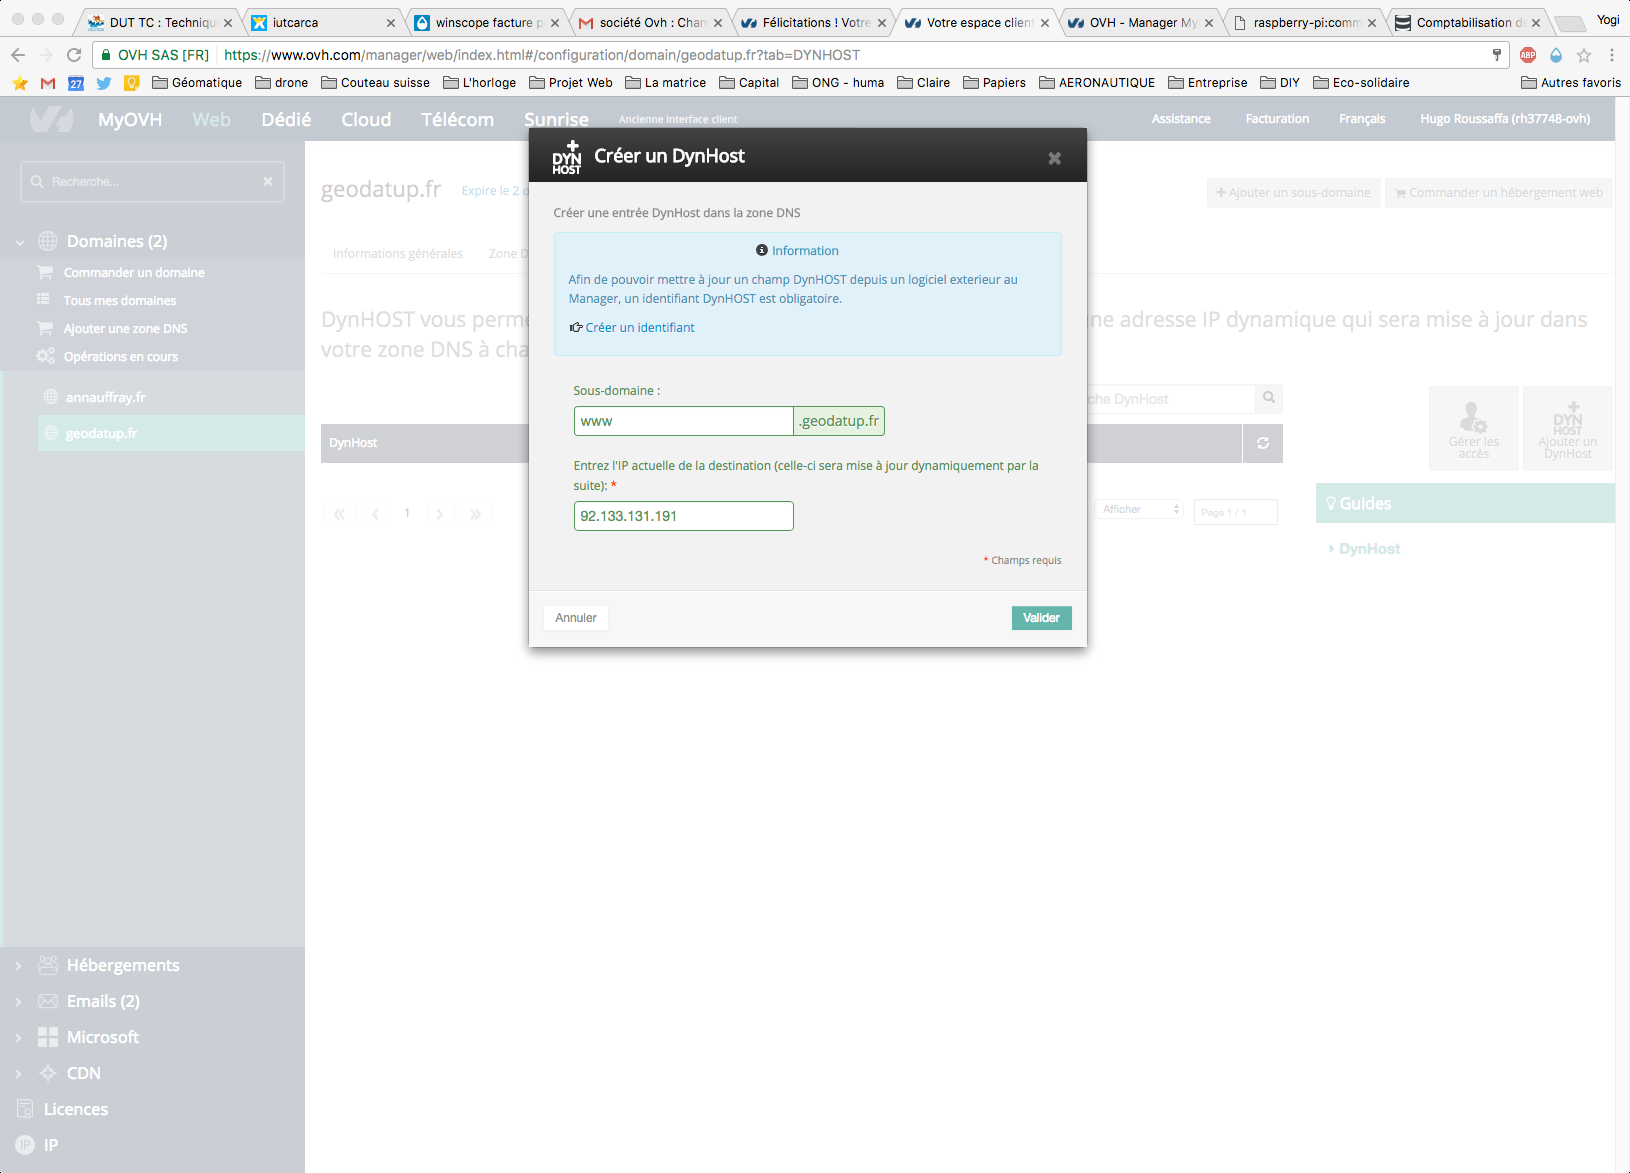 DUT TC : Techniqu
iutcarca
winscope facture p
société Ovh : Chan
Félicitations ! Votre
Votre espace client
OVH - Manager My
raspberry-pi:comm
Comptabilisation d
Yogi
OVH SAS [FR]
https://www.ovh.com/manager/web/index.html#/configuration/domain/geodatup.fr?tab=DYNHOST
ABP
27
Géomatique
drone
Couteau suisse
L'horloge
Projet Web
La matrice
Capital
ONG - huma
Claire
Papiers
AERONAUTIQUE
Entreprise
DIY
Eco-solidaire
Autres favoris
MyOVH
Web
Dédié
Cloud
Télécom
Sunrise
Ancienne interface client
Assistance
Facturation
Français
Hugo Roussaffa (rh37748-ovh)
Recherche...
Domaines (2)
Commander un domaine
Tous mes domaines
Ajouter une zone DNS
Opérations en cours
annauffray.fr
geodatup.fr
Hébergements
Emails (2)
Microsoft
CDN
Licences
IP
IP
geodatup.fr
Expire le 2 o
Ajouter un sous-domaine
Commander un hébergement web
Informations générales
Zone D
DynHOST vous perme
ne adresse IP dynamique qui sera mise à jour dans
votre zone DNS à cha
che DynHost
DynHost
1
Afficher
Page 1 / 1
Gérer les
accès
DYN
HOST
Ajouter un
DynHost
Guides
DynHost
DYN
HOST
Créer un DynHost
Créer une entrée DynHost dans la zone DNS
Information
Afin de pouvoir mettre à jour un champ DynHOST depuis un logiciel exterieur au
Manager, un identifiant DynHOST est obligatoire.
Créer un identifiant
Sous-domaine :
www
.geodatup.fr
Entrez l'IP actuelle de la destination (celle-ci sera mise à jour dynamiquement par la
suite): *
92.133.131.191
* Champs requis
Annuler
Valider